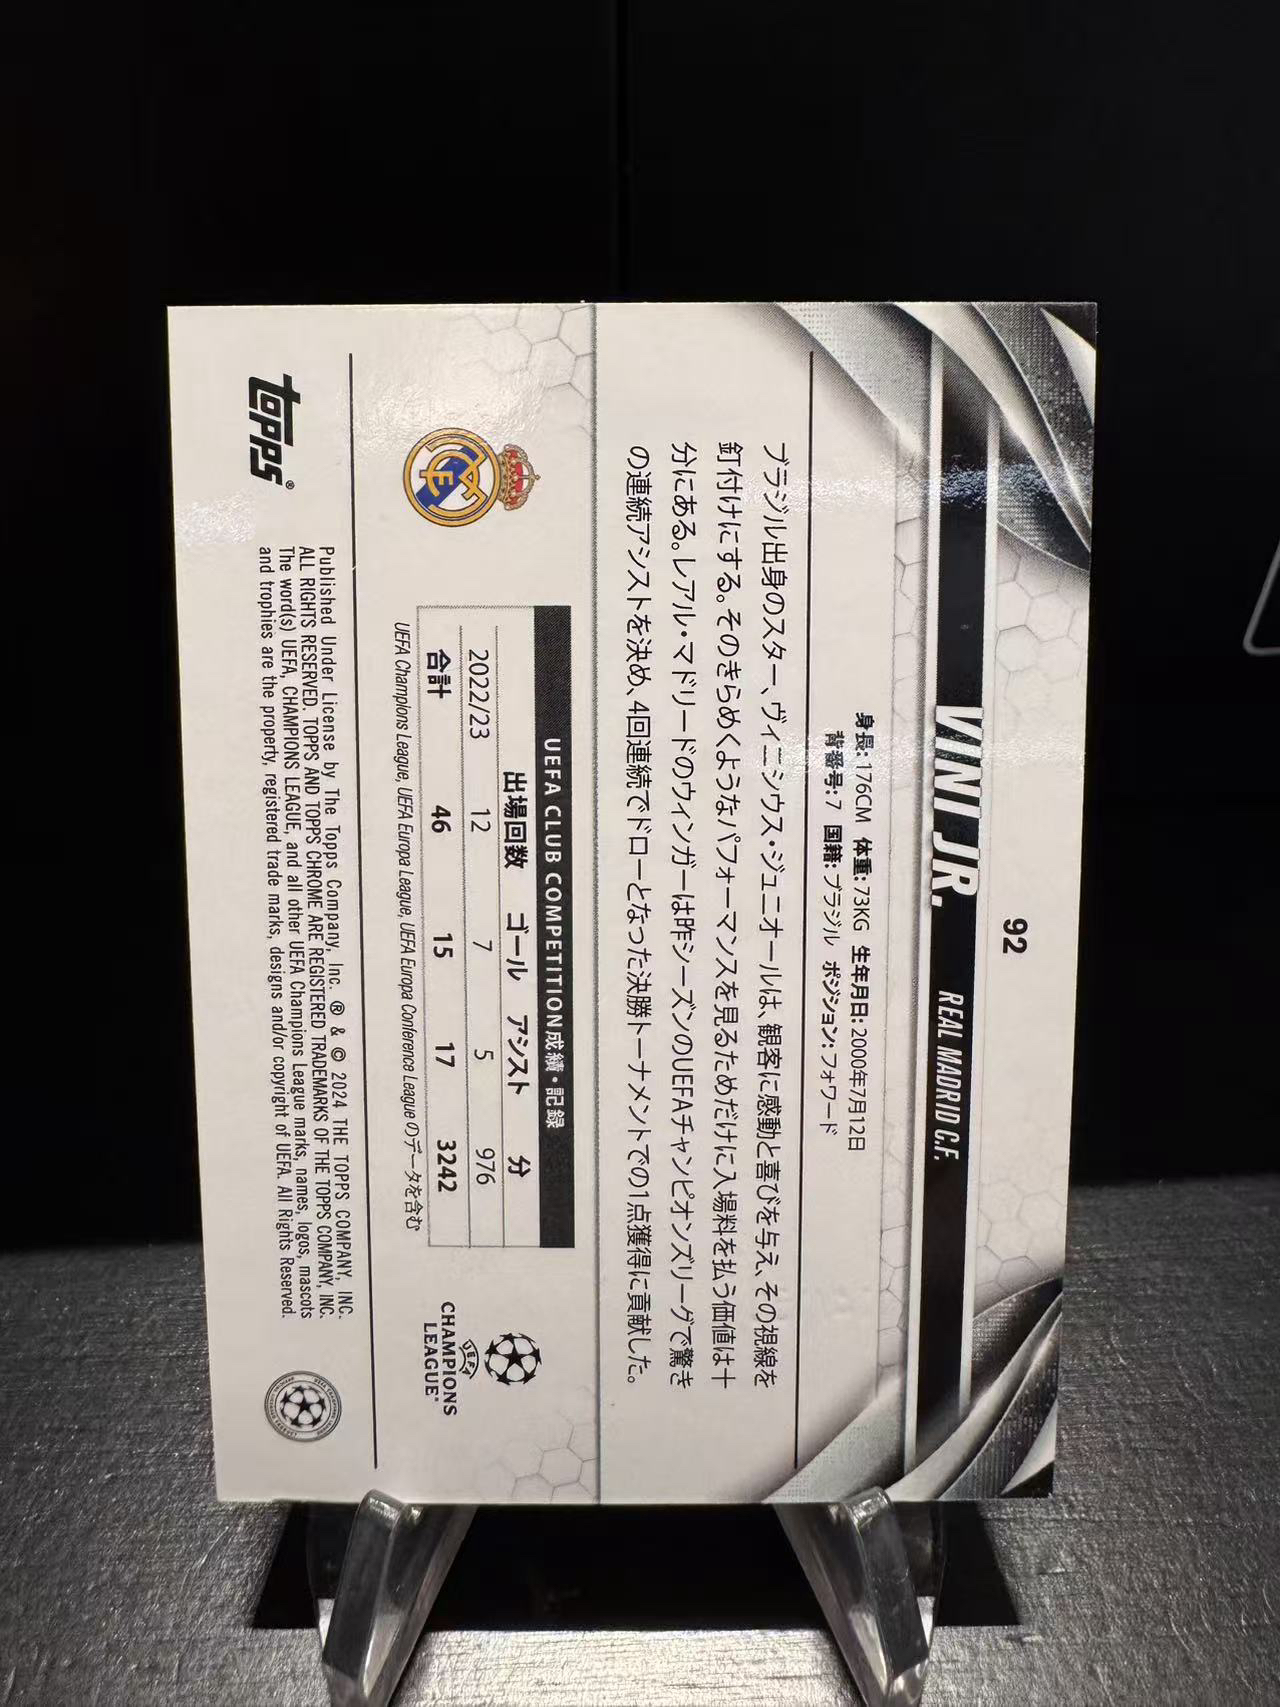 92
VINI JR.
REAL MADRID C.F.
身長: 176CM 体重: 73KG 生年月日: 2000年7月12日
背番号: 7 国籍: ブラジル ポジション: フォワード
ブラジル出身のスター、ヴィニシウス・ジュニオールは、観客に感動と喜びを与え、その視線を
釘付けにする。そのきらめくようなパフォーマンスを見るためだけに入場料を払う価値は十
分にある。レアル・マドリードのウィンガーは昨シーズンのUEFAチャンピオンズリーグで驚き
の連続アシストを決め、4回連続でドローとなった決勝トーナメントでの1点獲得に貢献した。
UEFA CLUB COMPETITION成績・記録
出場回数 ゴール アシスト 分
2022/23 12 7 5 976
合計 46 15 17 3242
UEFA Champions League, UEFA Europa League, UEFA Europa Conference League のデータを含む
UEFA
CHAMPIONS
LEAGUE®
topps®
Published Under License by The Topps Company, Inc. ® & © 2024 THE TOPPS COMPANY, INC.
ALL RIGHTS RESERVED. TOPPS AND TOPPS CHROME ARE REGISTERED TRADEMARKS OF THE TOPPS COMPANY, INC.
The word(s) UEFA, CHAMPIONS LEAGUE, and all other UEFA Champions League marks, names, logos, mascots
and trophies are the property, registered trade marks, designs and/or copyright of UEFA. All Rights Reserved.